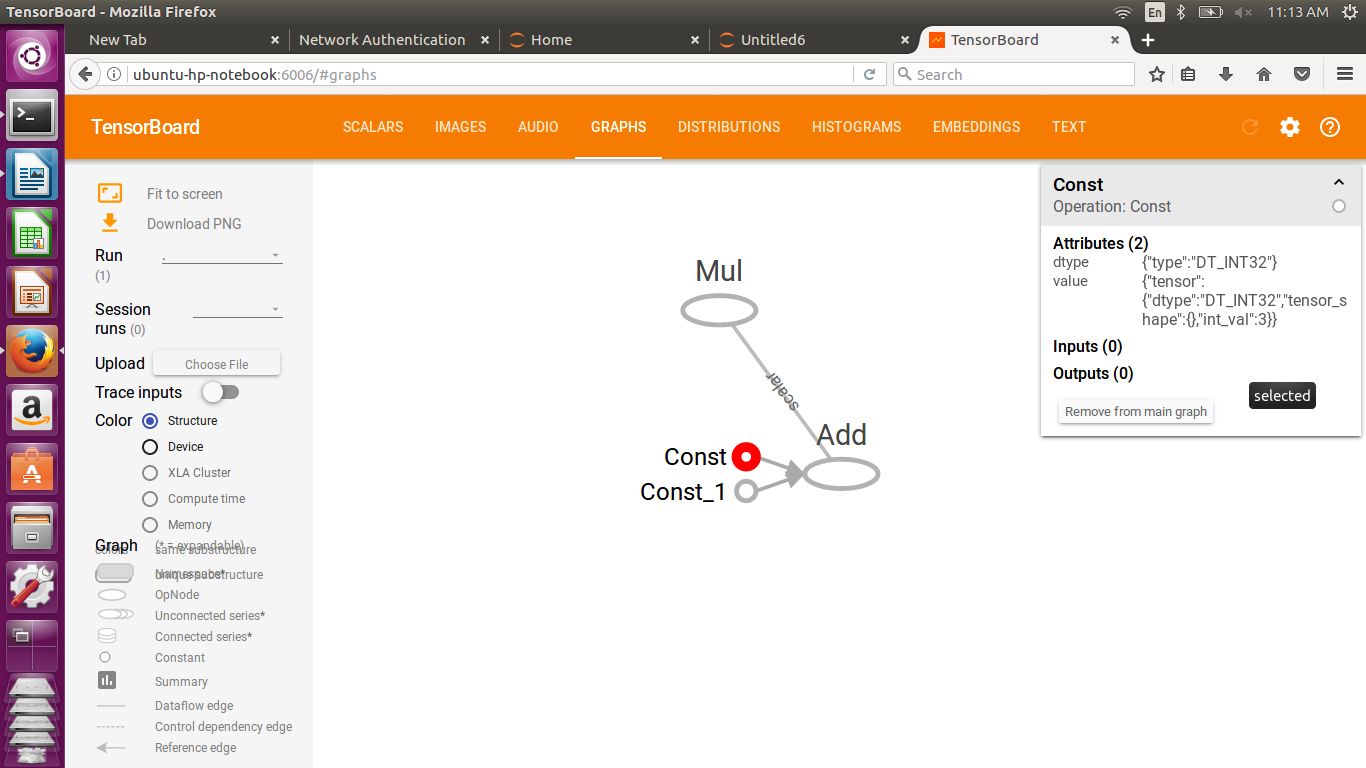 TensorBoard - Mozilla Firefox
En
11:13 AM
New Tab
Network Authentication
Home
Untitled6
TensorBoard
ubuntu-hp-notebook:6006/#graphs
Search
TensorBoard
SCALARS
IMAGES
AUDIO
GRAPHS
DISTRIBUTIONS
HISTOGRAMS
EMBEDDINGS
TEXT
Fit to screen
Download PNG
Run
(1)
.
Session
runs (0)
Upload
Choose File
Trace inputs
Color
Structure
Device
XLA Cluster
Compute time
Memory
Graph
(* = expandable)
colors
same substructure
Namespace*
unique substructure
OpNode
Unconnected series*
Connected series*
Constant
Summary
Dataflow edge
Control dependency edge
Reference edge
Mul
scalar
Add
Const
Const_1
Const
Operation: Const
Attributes (2)
dtype
{"type":"DT_INT32"}
value
{"tensor":
{"dtype":"DT_INT32","tensor_s
hape":{},"int_val":3}}
Inputs (0)
Outputs (0)
selected
Remove from main graph